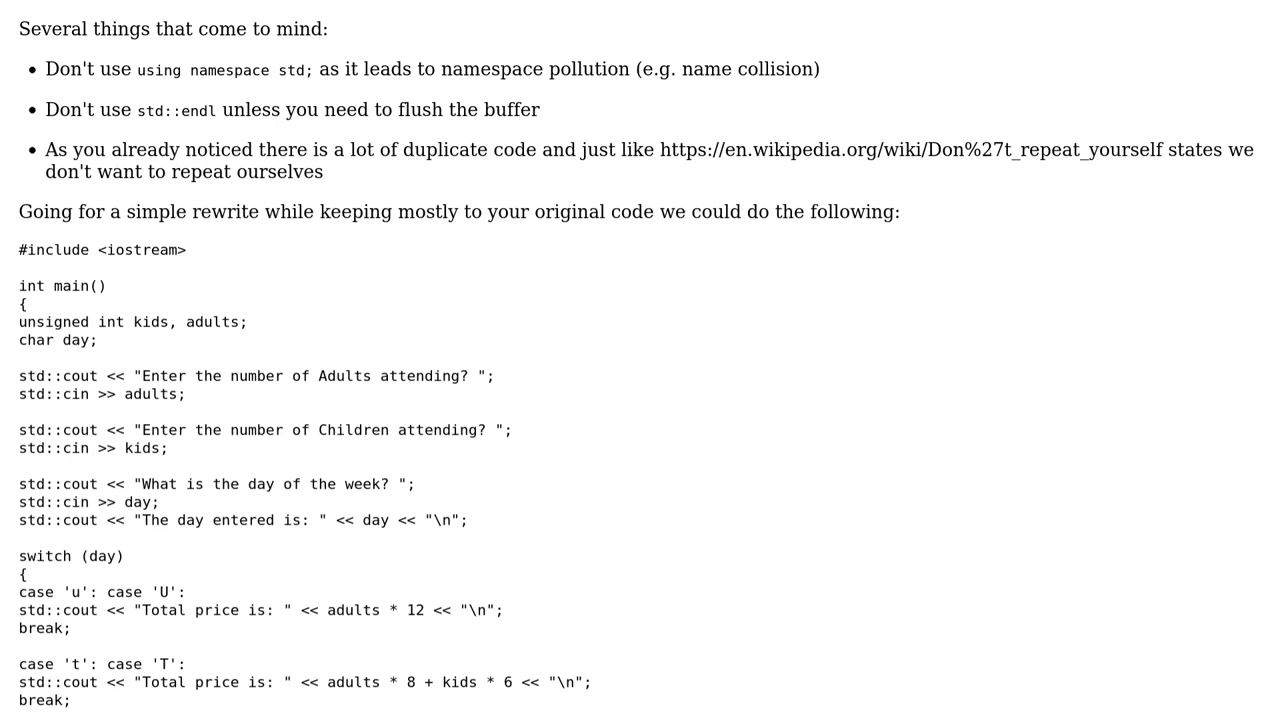 Several things that come to mind:
• Don't use using namespace std; as it leads to namespace pollution (e.g. name collision)
• Don't use std::endl unless you need to flush the buffer
• As you already noticed there is a lot of duplicate code and just like https://en.wikipedia.org/wiki/Don%27t_repeat_yourself states we
don't want to repeat ourselves
Going for a simple rewrite while keeping mostly to your original code we could do the following:
#include <iostream>
int main()
{
unsigned int kids, adults;
char day;
std::cout << "Enter the number of Adults attending? ";
std::cin >> adults;
std::cout << "Enter the number of Children attending? ";
std::cin >> kids;
std::cout << "What is the day of the week? ";
std::cin >> day;
std::cout << "The day entered is: " << day << "\n";
switch (day)
{
case 'u': case 'U':
std::cout << "Total price is: " << adults * 12 << "\n";
break;
case 't': case 'T':
std::cout << "Total price is: " << adults * 8 + kids * 6 << "\n";
break;